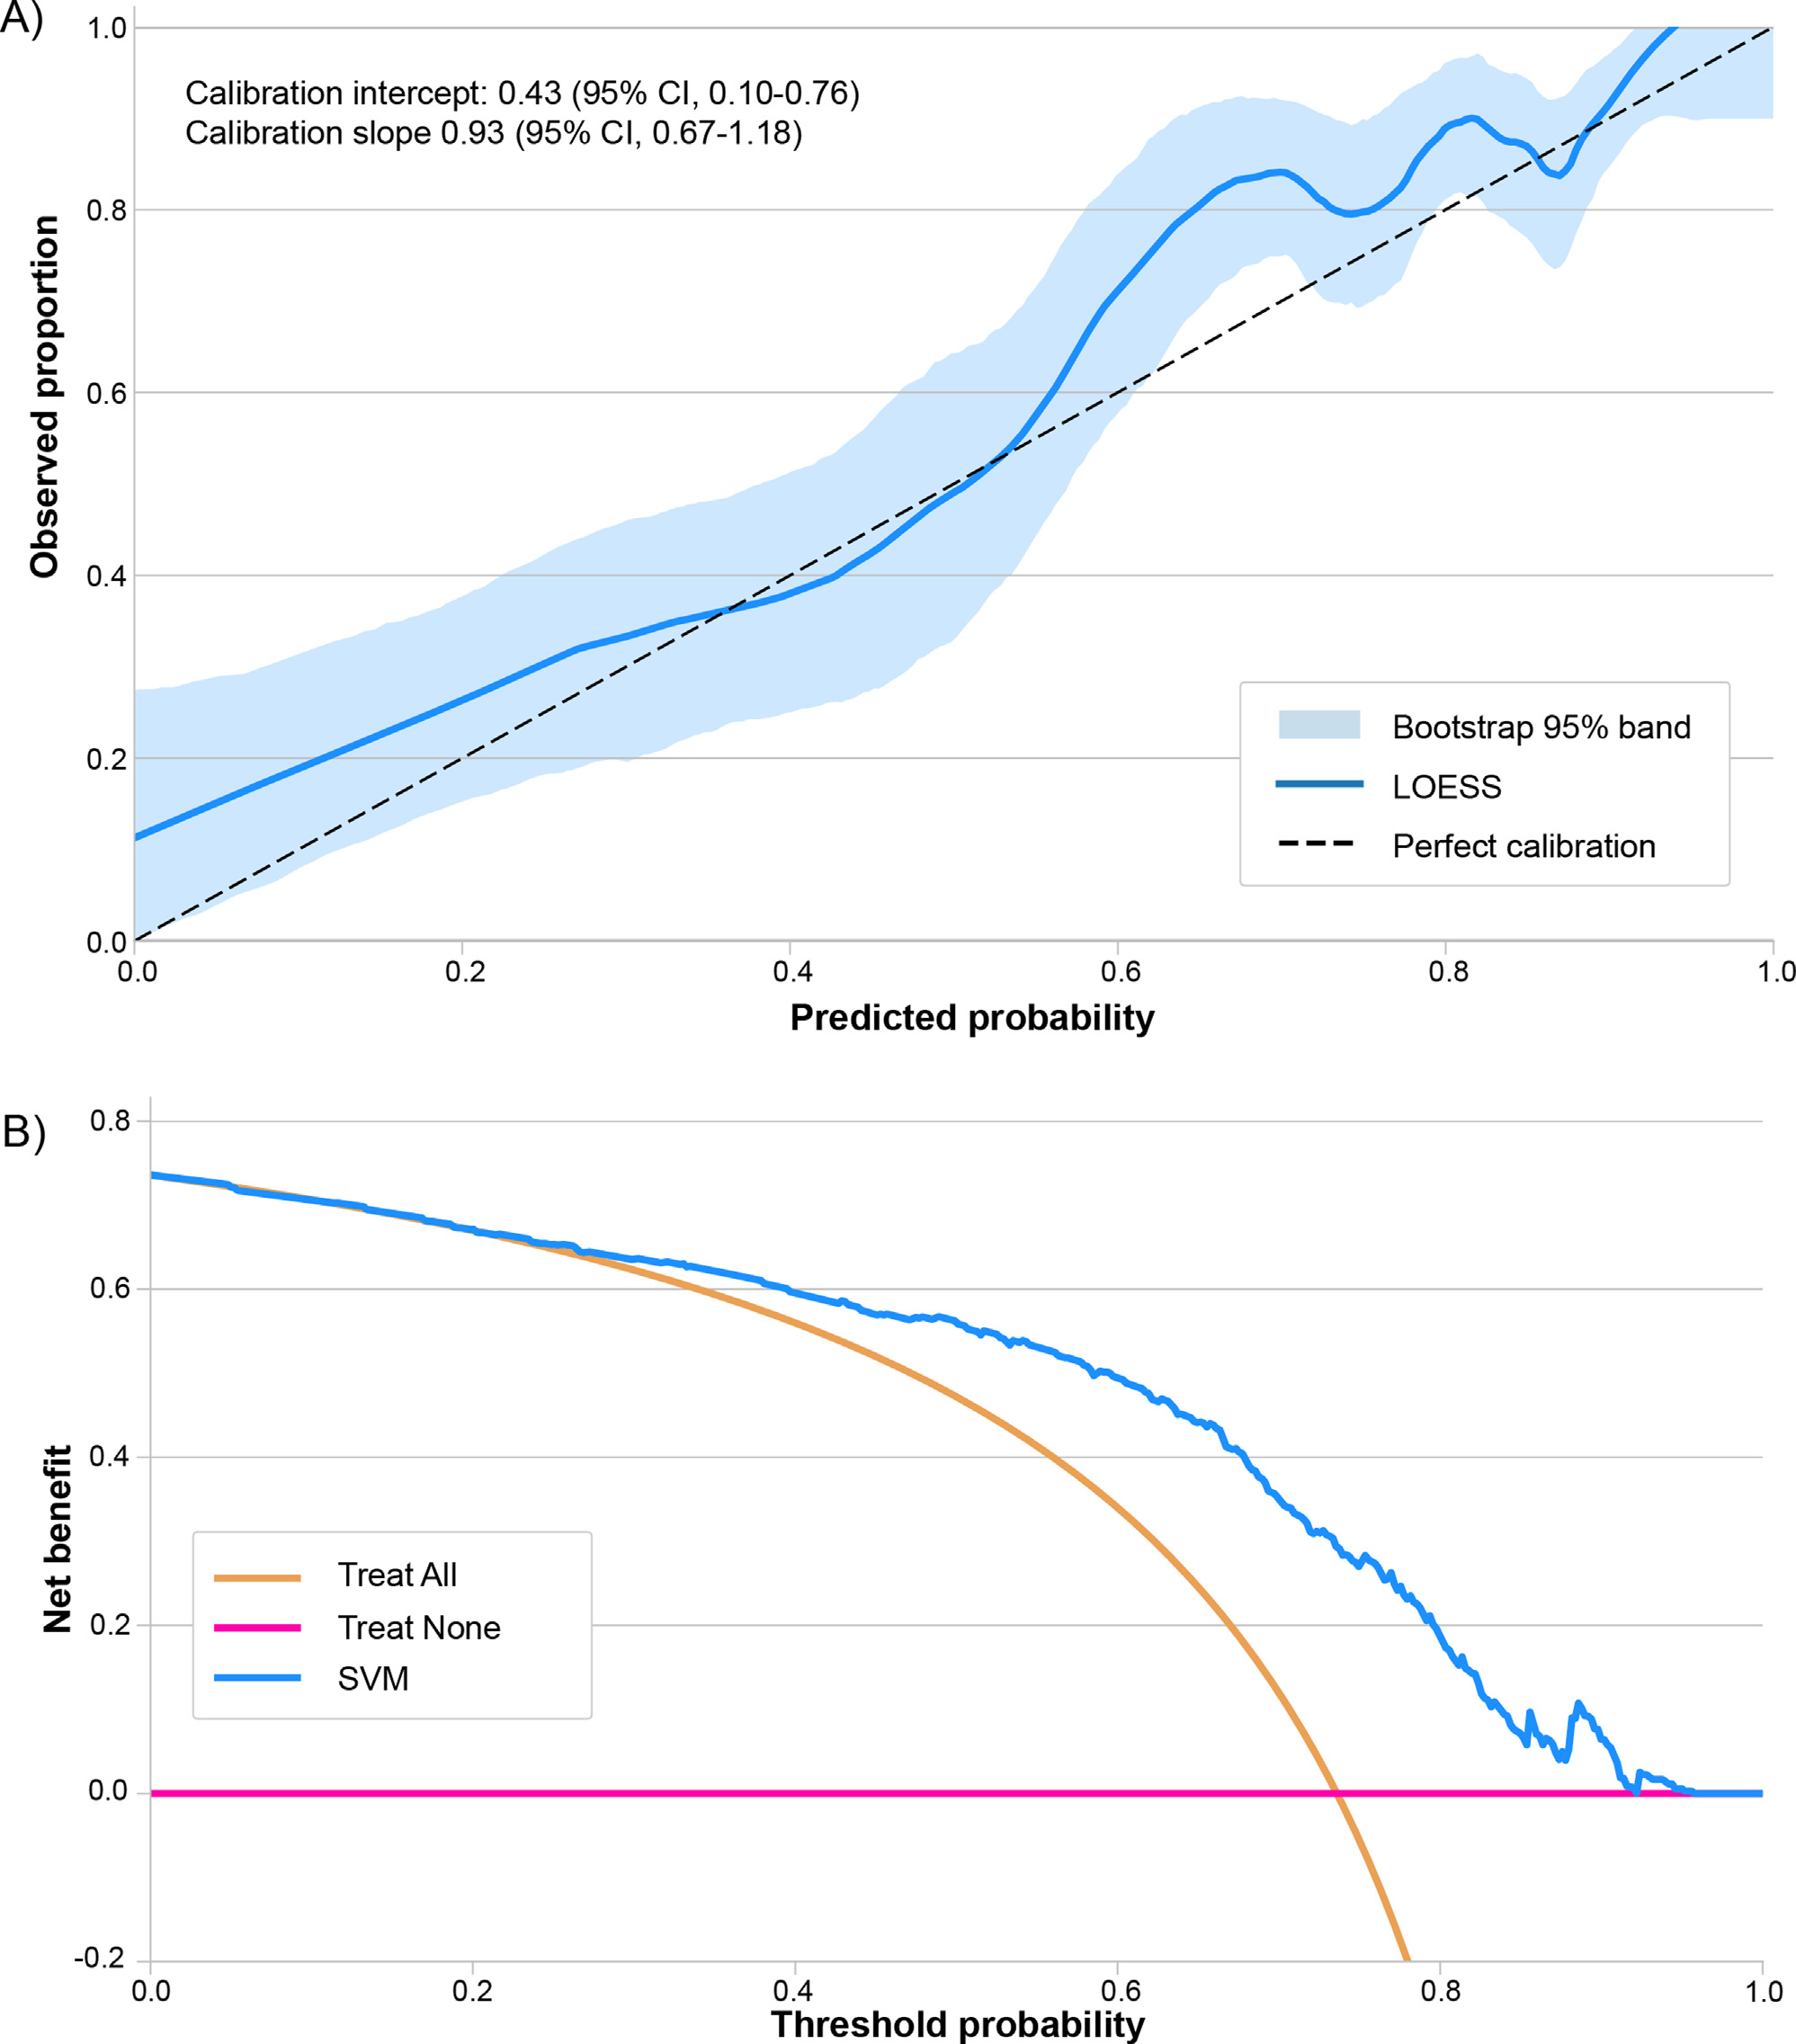 A)
Calibration intercept: 0.43 (95% CI, 0.10-0.76)
Calibration slope 0.93 (95% CI, 0.67-1.18)
Observed proportion
1.0
0.8
0.6
0.4
0.2
0.0
Bootstrap 95% band
LOESS
Perfect calibration
0.0 0.2 0.4 0.6 0.8 1.0
Predicted probability
B)
Net benefit
0.8
0.6
0.4
0.2
0.0
-0.2
Treat All
Treat None
SVM
0.0 0.2 0.4 0.6 0.8 1.0
Threshold probability